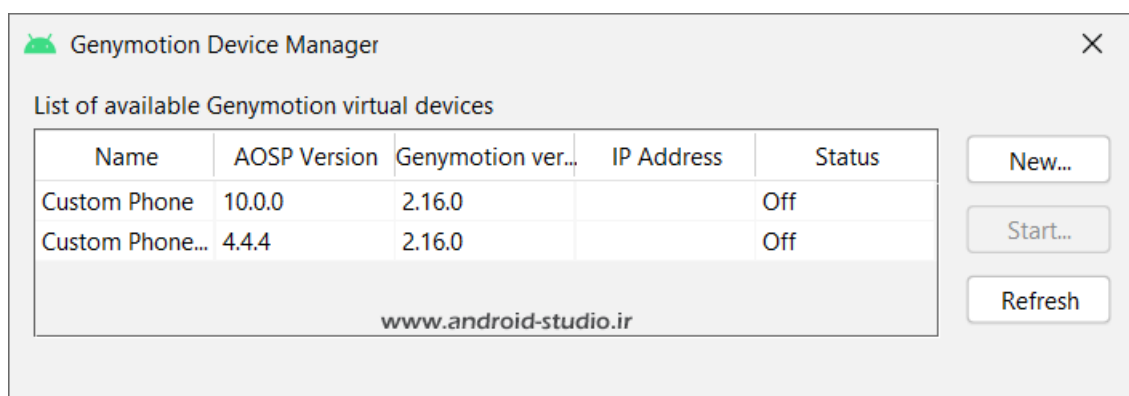 Genymotion Device Manager
List of available Genymotion virtual devices
Name AOSP Version Genymotion ver... IP Address Status
Custom Phone 10.0.0 2.16.0 Off
Custom Phone... 4.4.4 2.16.0 Off
www.android-studio.ir
New...
Start...
Refresh